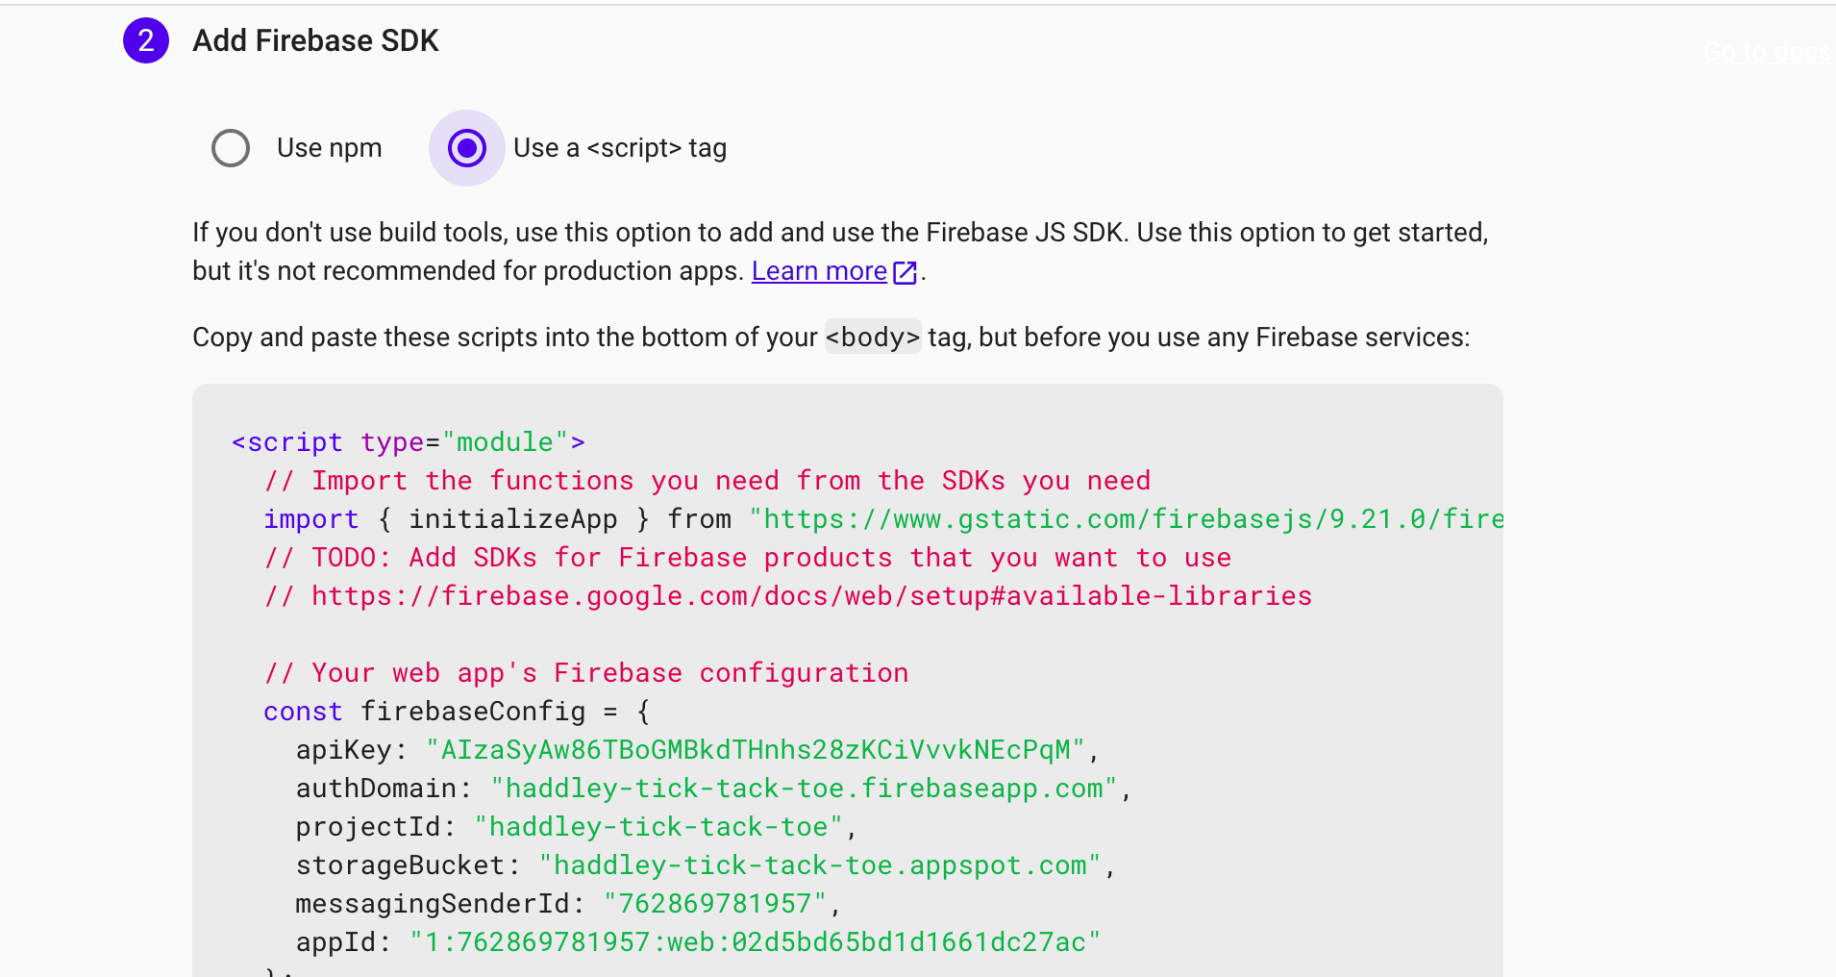 2 Add Firebase SDK
Go to docs
Use npm Use a <script> tag
If you don't use build tools, use this option to add and use the Firebase JS SDK. Use this option to get started,
but it's not recommended for production apps. Learn more.
Copy and paste these scripts into the bottom of your <body> tag, but before you use any Firebase services:
<script type="module">
// Import the functions you need from the SDKs you need
import { initializeApp } from "https://www.gstatic.com/firebasejs/9.21.0/fire
// TODO: Add SDKs for Firebase products that you want to use
// https://firebase.google.com/docs/web/setup#available-libraries
// Your web app's Firebase configuration
const firebaseConfig = {
apiKey: "AIzaSyAw86TBoGMBkdTHnhs28zKCiVvvkNEcPqM",
authDomain: "haddley-tick-tack-toe.firebaseapp.com",
projectId: "haddley-tick-tack-toe",
storageBucket: "haddley-tick-tack-toe.appspot.com",
messagingSenderId: "762869781957",
appId: "1:762869781957:web:02d5bd65bd1d1661dc27ac"
};